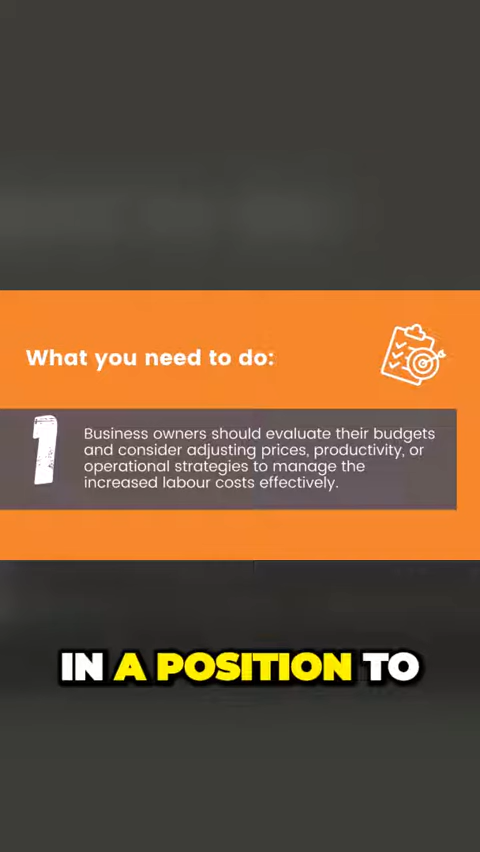 What you need to do:
1
Business owners should evaluate their budgets
and consider adjusting prices, productivity, or
operational strategies to manage the
increased labour costs effectively.
IN A POSITION TO